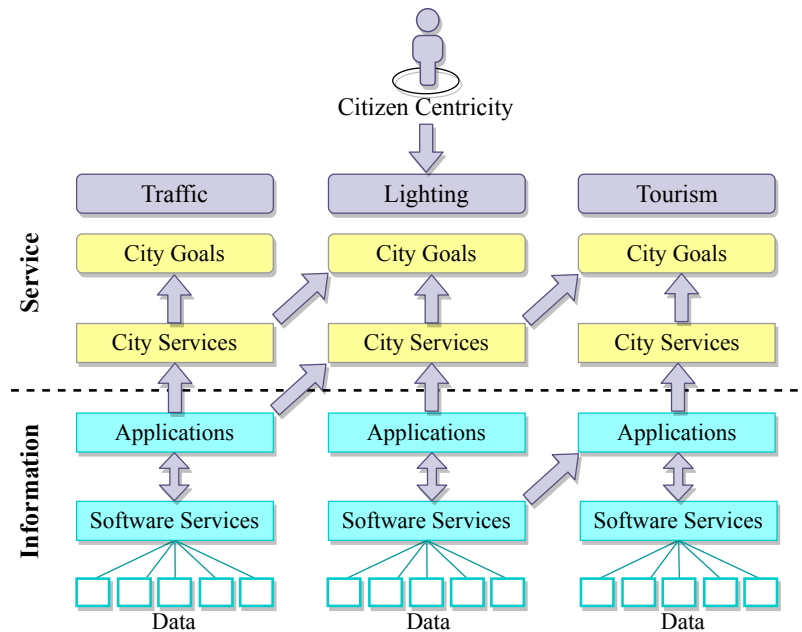 Citizen Centricity
Service
Traffic
Lighting
Tourism
City Goals
City Goals
City Goals
City Services
City Services
City Services
Information
Applications
Applications
Applications
Software Services
Software Services
Software Services
Data
Data
Data